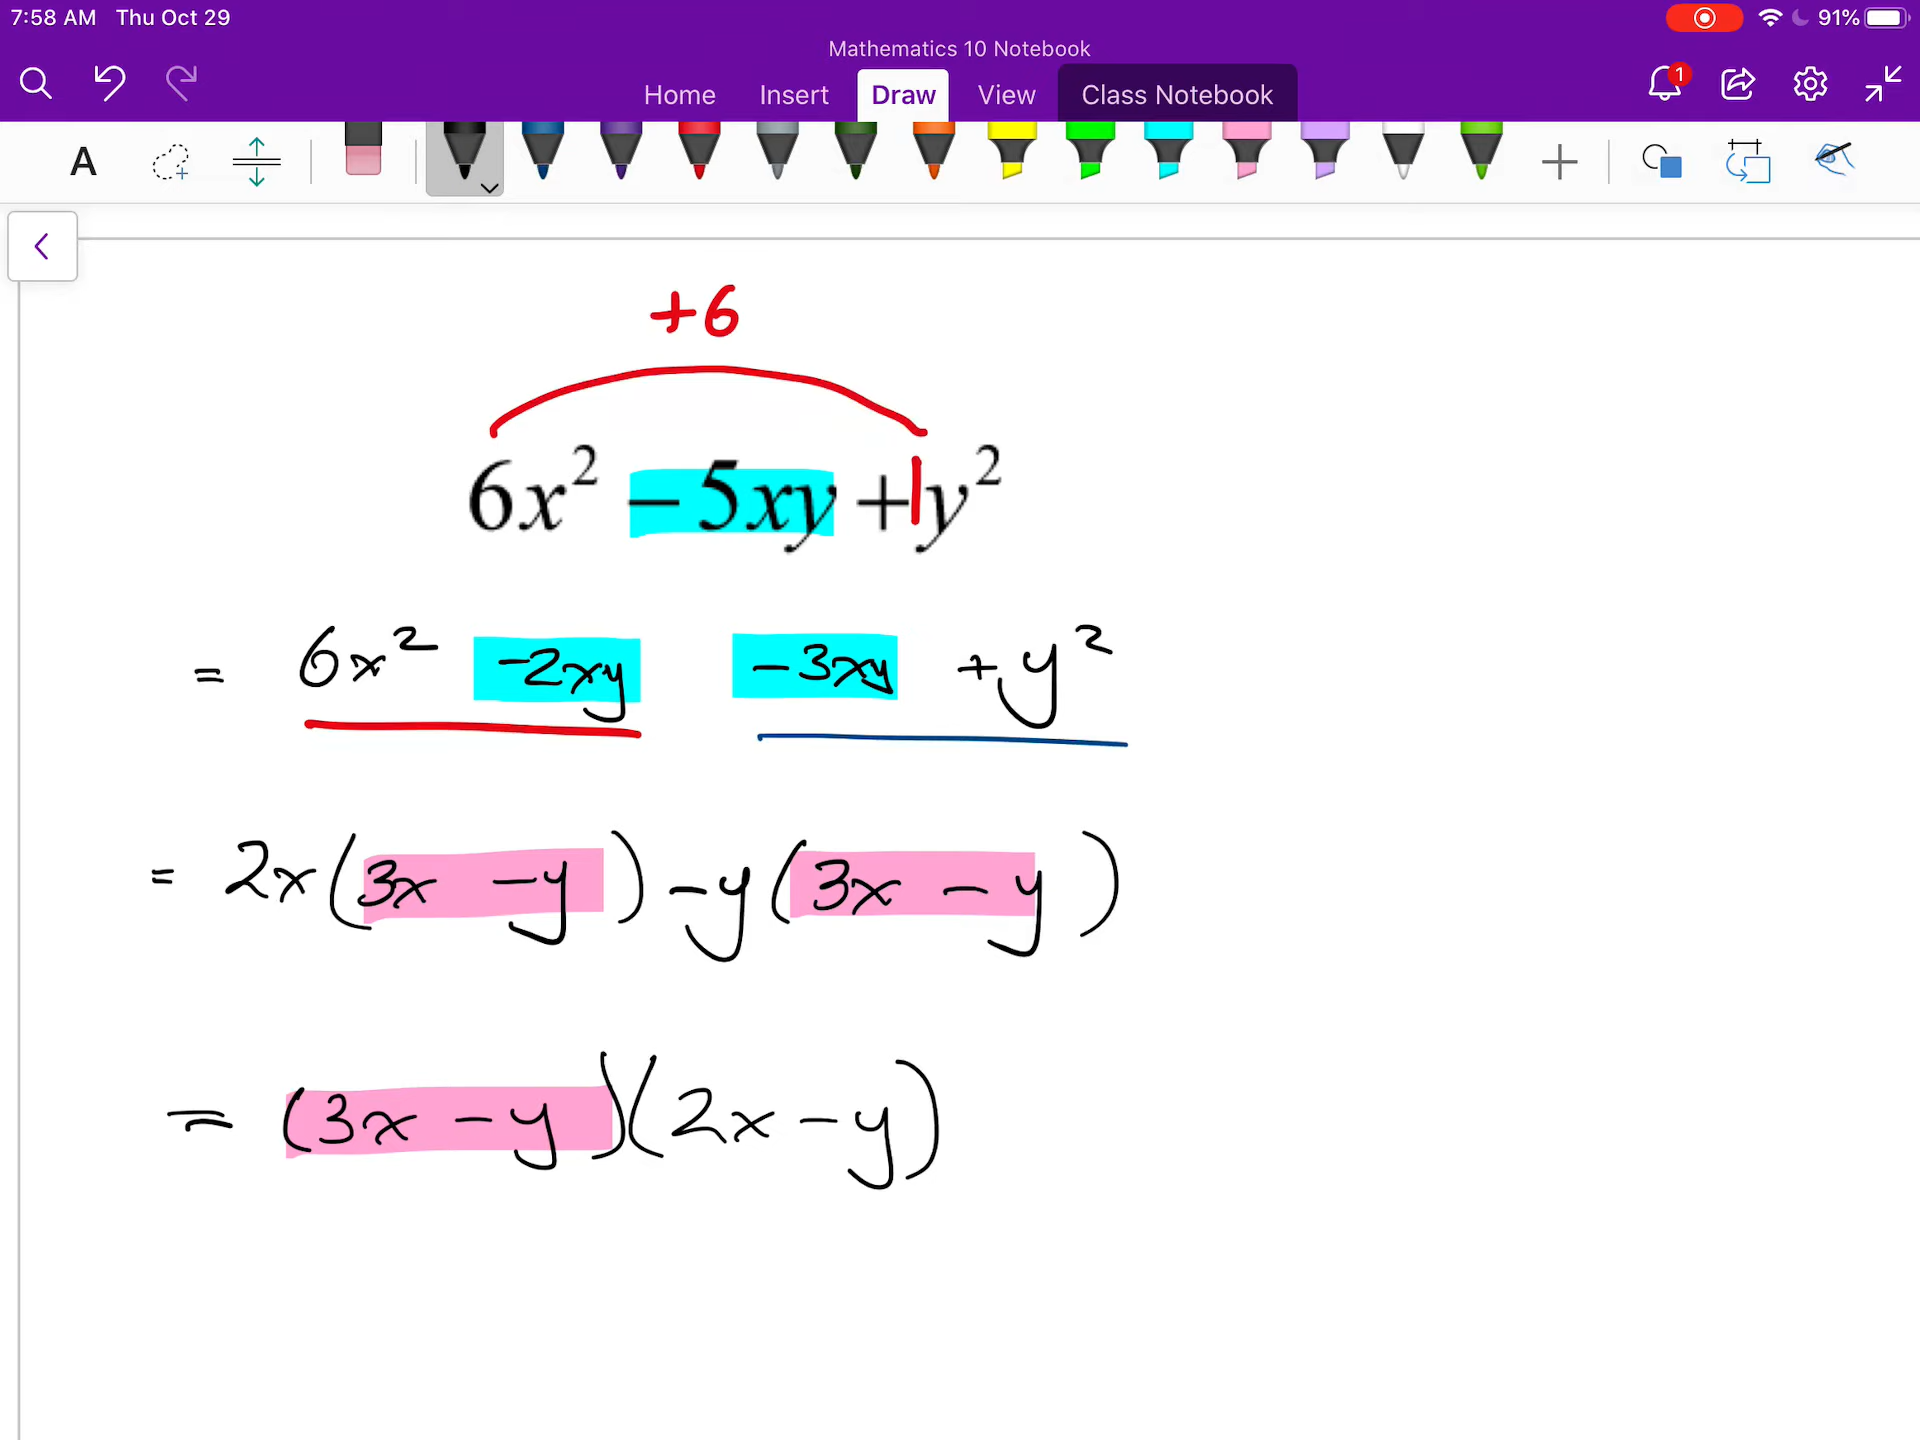 7:58 AM Thu Oct 29 91%
Mathematics 10 Notebook
Home Insert Draw View Class Notebook 1
A
+6
6x² − 5xy + 1y²
= 6x² −2xy −3xy + y²
= 2x(3x − y) − y(3x − y)
= (3x − y)(2x − y)